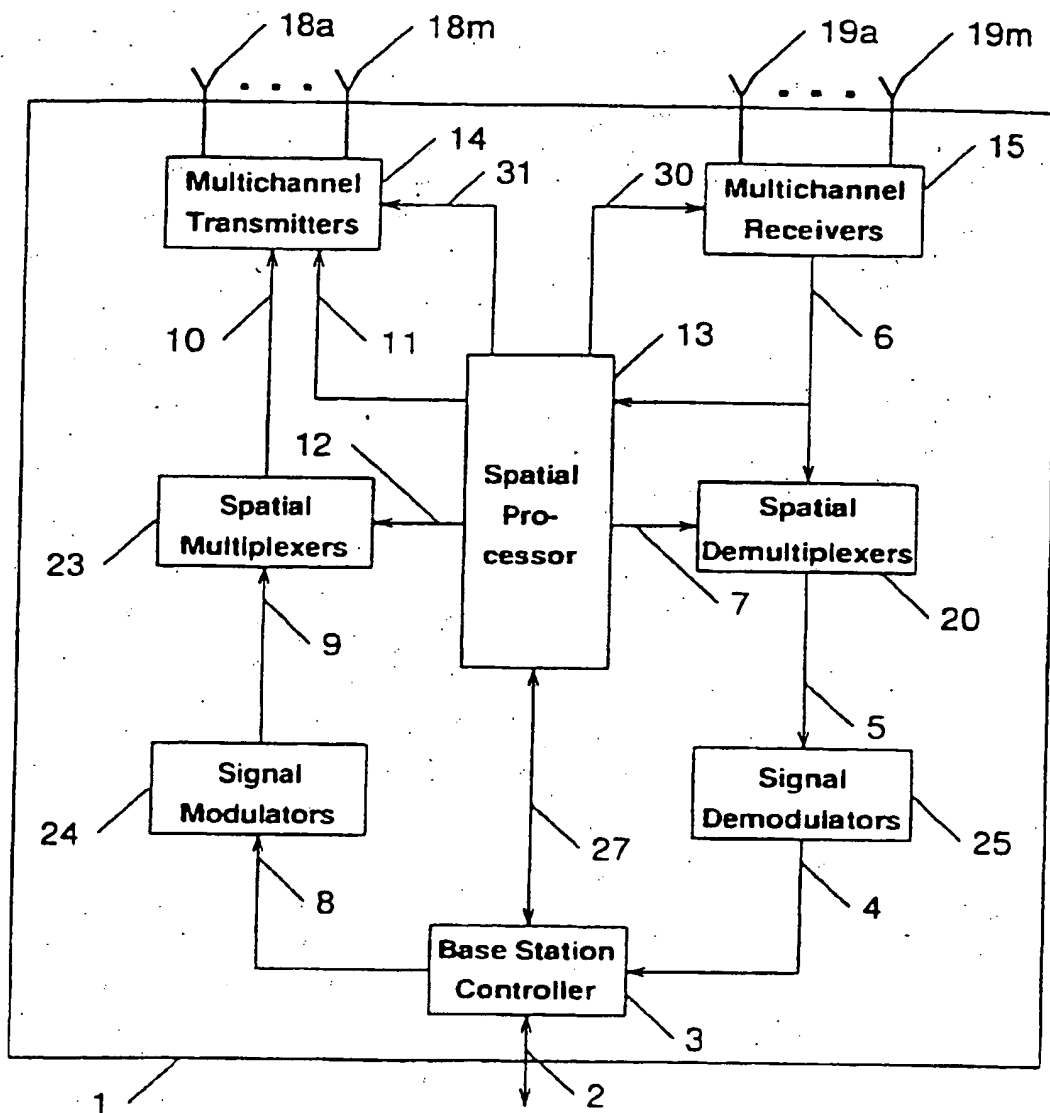 18a
18m
19a
19m
14
31
30
15
Multichannel
Transmitters
Multichannel
Receivers
10
11
13
6
12
Spatial
Pro-
cessor
Spatial
Multiplexers
Spatial
Demultiplexers
23
9
7
20
5
Signal
Modulators
Signal
Demodulators
24
8
27
4
25
Base Station
Controller
3
1
2